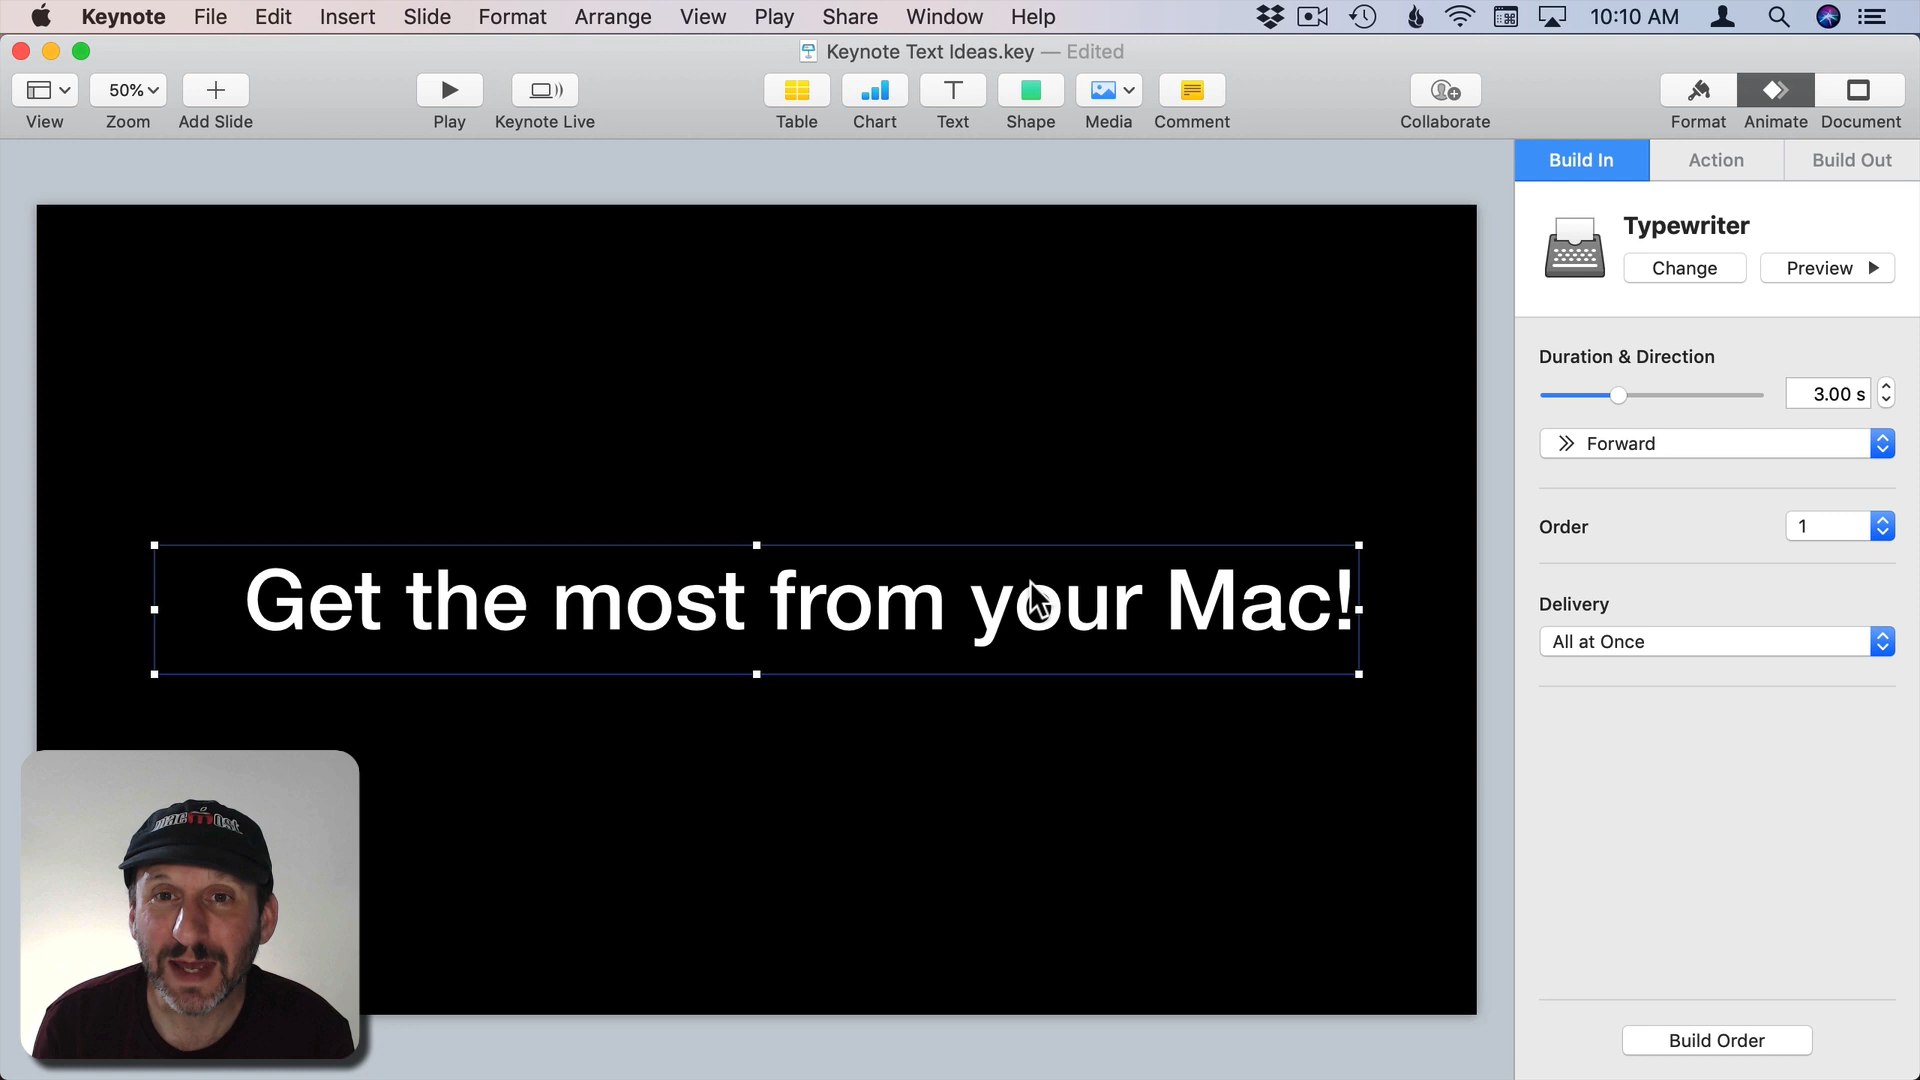 Keynote File Edit Insert Slide Format Arrange View Play Share Window Help 10:10 AM
Keynote Text Ideas.key — Edited
50%
View Zoom Add Slide Play Keynote Live Table Chart Text Shape Media Comment Collaborate Format Animate Document
Build In Action Build Out
Typewriter
Change Preview
Duration & Direction
3.00 s
Forward
Order 1
Delivery
All at Once
Get the most from your Mac!
macmost
Build Order